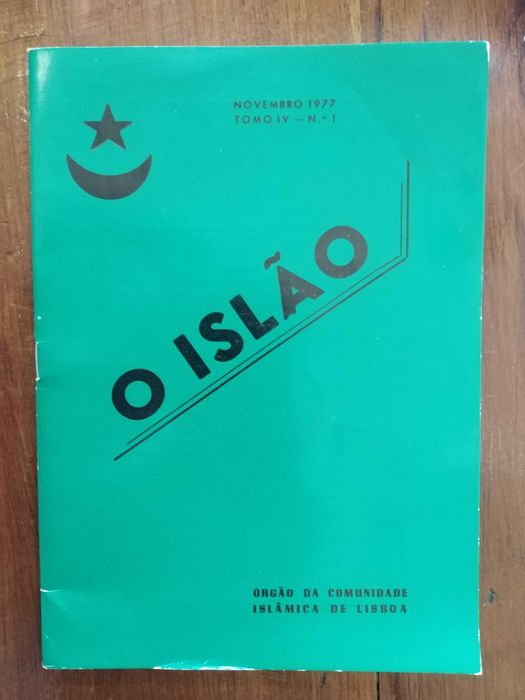 NOVEMBRO 1977
TOMO IV — N.º 1
O ISLÃO
ORGÃO DA COMUNIDADE
ISLÂMICA DE LISBOA